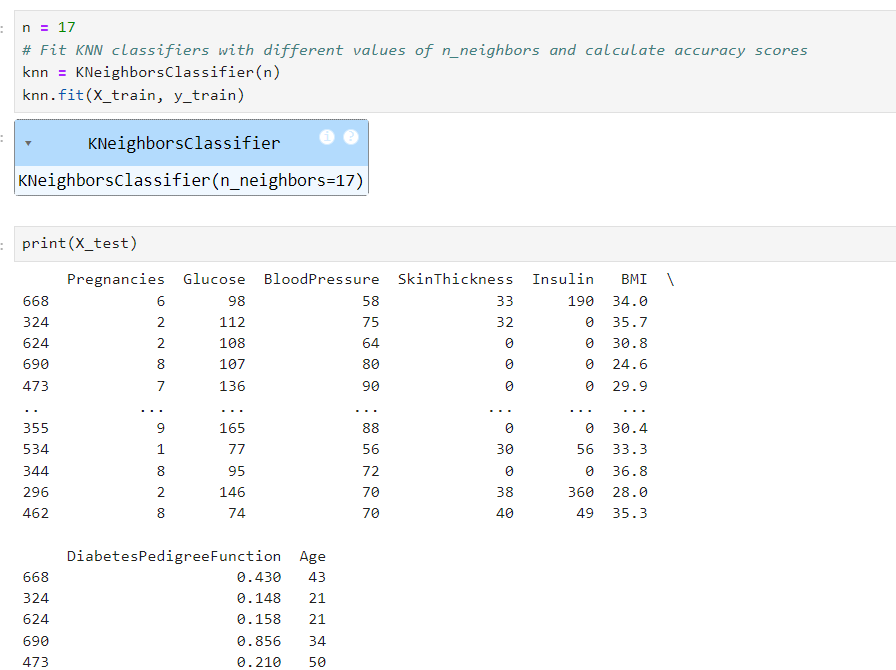 n = 17
# Fit KNN classifiers with different values of n_neighbors and calculate accuracy scores
knn = KNeighborsClassifier(n)
knn.fit(X_train, y_train)
KNeighborsClassifier
KNeighborsClassifier(n_neighbors=17)
print(X_test)
Pregnancies Glucose BloodPressure SkinThickness Insulin BMI \
668 6 98 58 33 190 34.0
324 2 112 75 32 0 35.7
624 2 108 64 0 0 30.8
690 8 107 80 0 0 24.6
473 7 136 90 0 0 29.9
.. ... ... ... ... ... ...
355 9 165 88 0 0 30.4
534 1 77 56 30 56 33.3
344 8 95 72 0 0 36.8
296 2 146 70 38 360 28.0
462 8 74 70 40 49 35.3
DiabetesPedigreeFunction Age
668 0.430 43
324 0.148 21
624 0.158 21
690 0.856 34
473 0.210 50